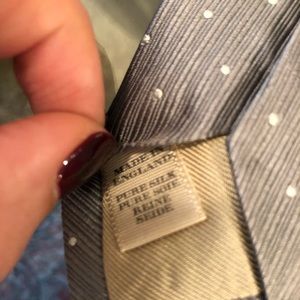 MADE IN
ENGLAND
PURE SILK
PURE SOIE
REINE
SEIDE